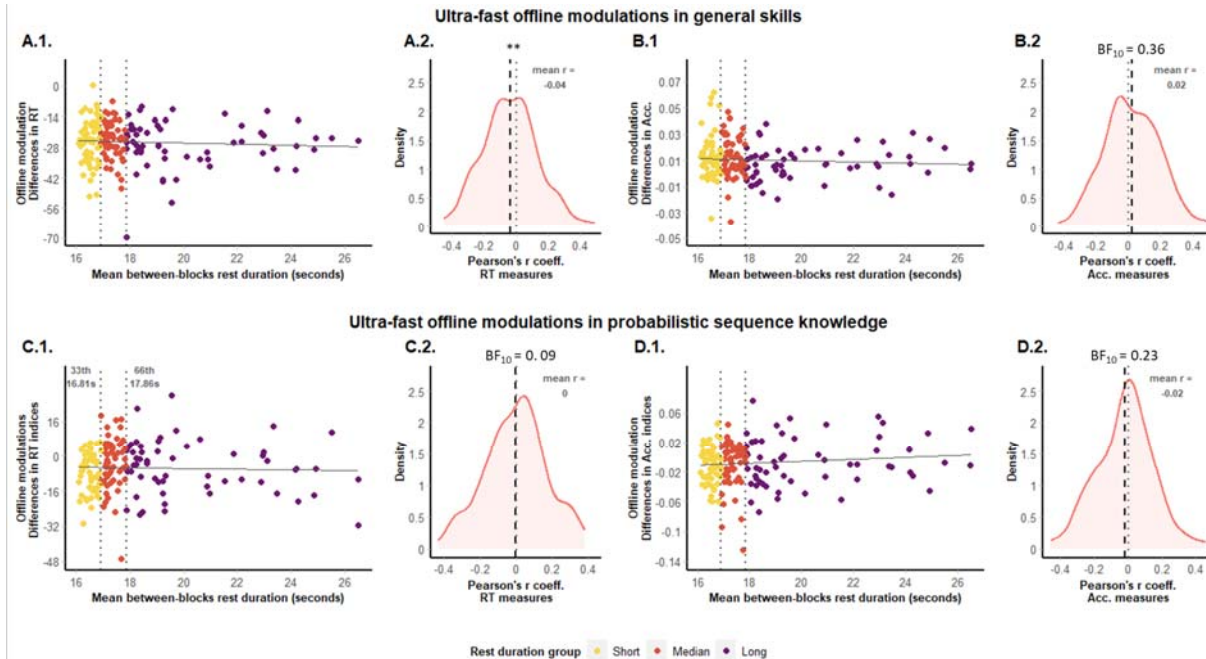 Ultra-fast offline modulations in general skills
A.1.
Offline modulation
Differences in RT
0
-14
-28
-42
-56
-70
16 18 20 22 24 26
Mean between-blocks rest duration (seconds)
A.2.
**
mean r =
-0.04
Density
2.5
2
1.5
1
0.5
0
-0.4 -0.2 0 0.2 0.4
Pearson's r coeff.
RT measures
B.1
Offline modulation
Differences in Acc.
0.07
0.05
0.03
0.01
-0.01
-0.03
-0.05
16 18 20 22 24 26
Mean between-blocks rest duration (seconds)
B.2
BF10 = 0.36
mean r =
0.02
Density
2.5
2
1.5
1
0.5
0
-0.4 -0.2 0 0.2 0.4
Pearson's r coeff.
Acc. measures
Ultra-fast offline modulations in probabilistic sequence knowledge
C.1.
33th 66th
16.81s 17.86s
Offline modulations
Differences in RT indices
16
0
-16
-32
-48
16 18 20 22 24 26
Mean between-blocks rest duration (seconds)
C.2.
BF10 = 0. 09
mean r =
0
Density
2.5
2
1.5
1
0.5
0
-0.4 -0.2 0 0.2 0.4
Pearson's r coeff.
RT measures
D.1.
Offline modulation
Differences in Acc. indices
0.06
0.02
-0.02
-0.06
-0.1
-0.14
16 18 20 22 24 26
Mean between-blocks rest duration (seconds)
D.2.
BF10 = 0.23
mean r =
-0.02
Density
2.5
2
1.5
1
0.5
0
-0.4 -0.2 0 0.2 0.4
Pearson's r coeff.
Acc. measures
Rest duration group Short Median Long